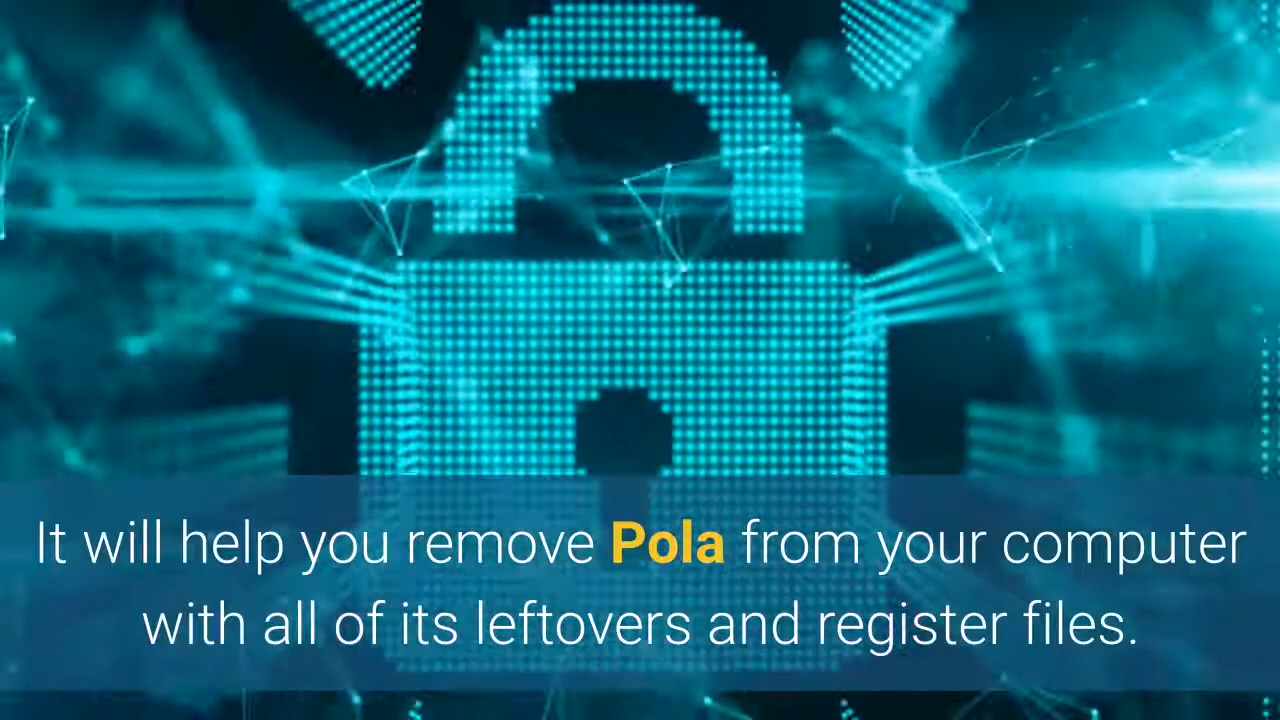 It will help you remove Pola from your computer
with all of its leftovers and register files.